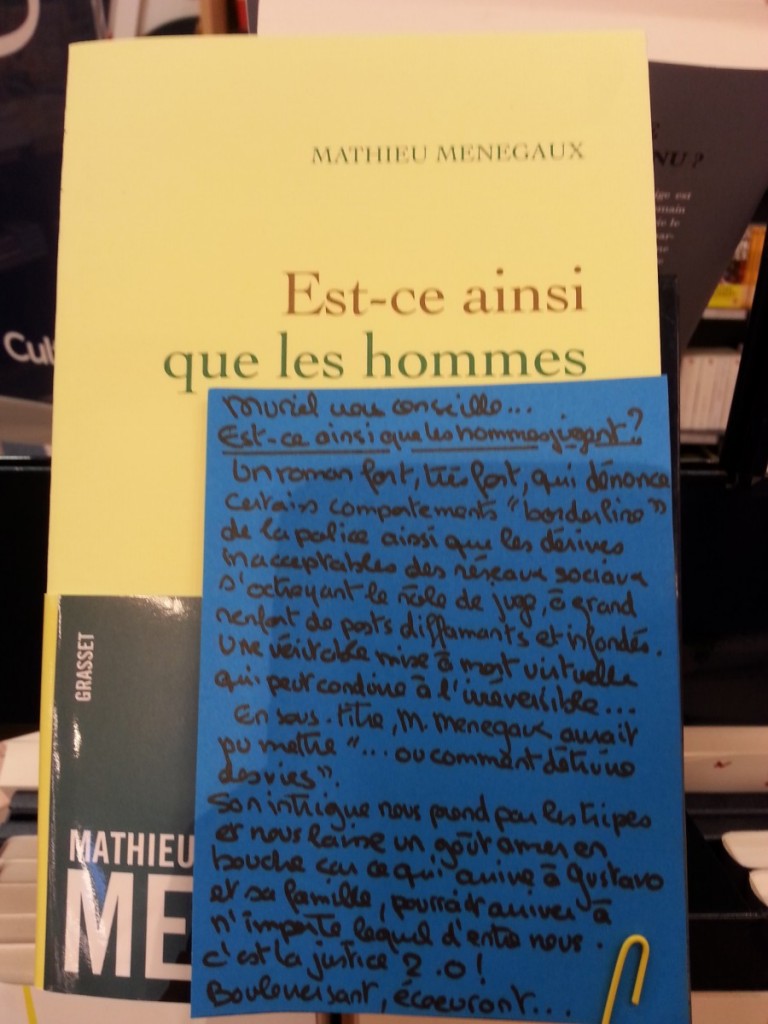 MATHIEU MENEGAUX
Est-ce ainsi
que les hommes
Muriel vous conseille...
Est-ce ainsi que les hommes jugent?
Un roman fort, très fort, qui dénonce
certains comportements "borderline"
de la police ainsi que les dérives
inacceptables des réseaux sociaux
s'octroyant le rôle de juge, à grand
renfort de posts diffamants et infondés.
Une véritable mise à mort virtuelle
qui peut conduire à l'irréversible...
En sous-titre, M. Menegaux aurait
pu mettre "... ou comment détruire
des vies".
Son intrigue nous prend par les tripes
et nous laisse un goût amer en
bouche car ce qui arrive à Gustavo
et sa famille, pourrait arriver à
n'importe lequel d'entre nous.
c'est la justice 2.0!
Bouleversant, écoeurant...
GRASSET
MATHIEU
ME
Cul
NU ?